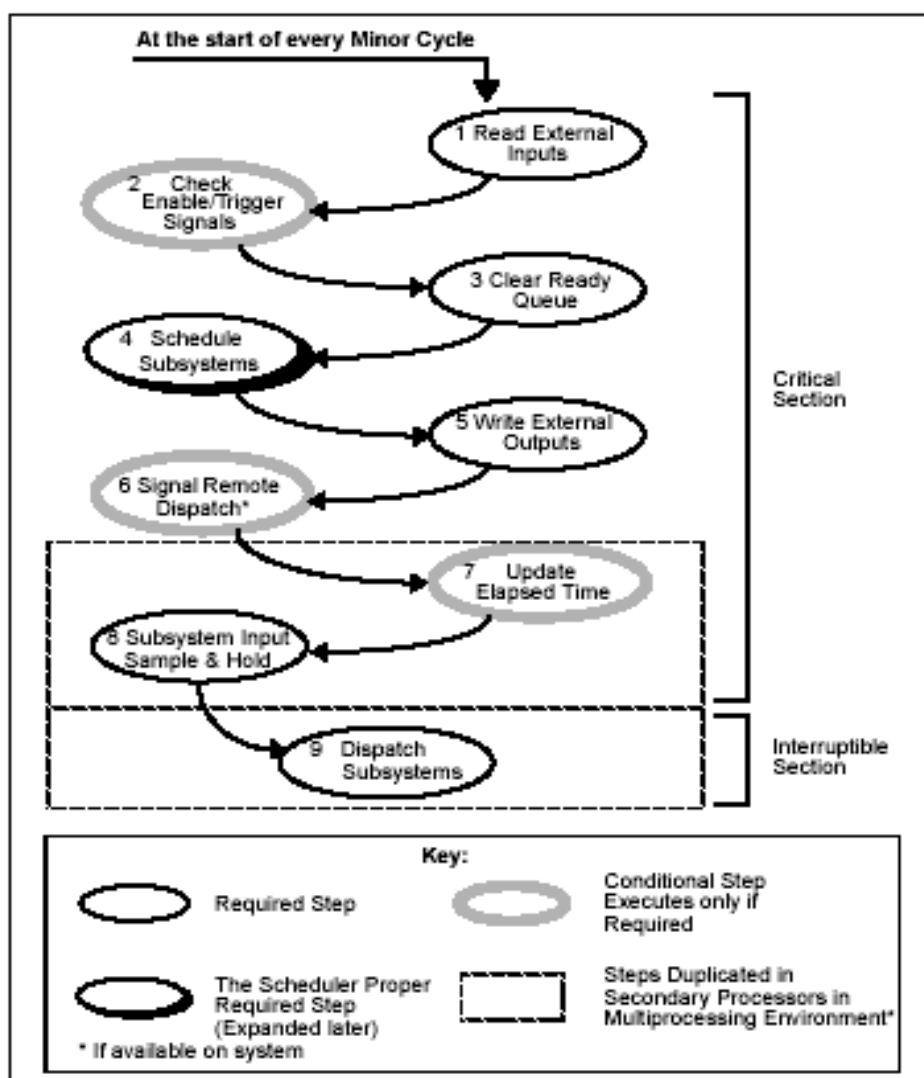 At the start of every Minor Cycle
1 Read External
Inputs
2 Check
Enable/Trigger
Signals
3 Clear Ready
Queue
4 Schedule
Subsystems
Critical
Section
5 Write External
Outputs
6 Signal Remote
Dispatch*
7 Update
Elapsed Time
8 Subsystem Input
Sample & Hold
9 Dispatch
Subsystems
Interruptible
Section
Key:
Required Step
Conditional Step
Executes only if
Required
The Scheduler Proper
Required Step
(Expanded later)
Steps Duplicated in
Secondary Processors in
Multiprocessing Environment*
* If available on system